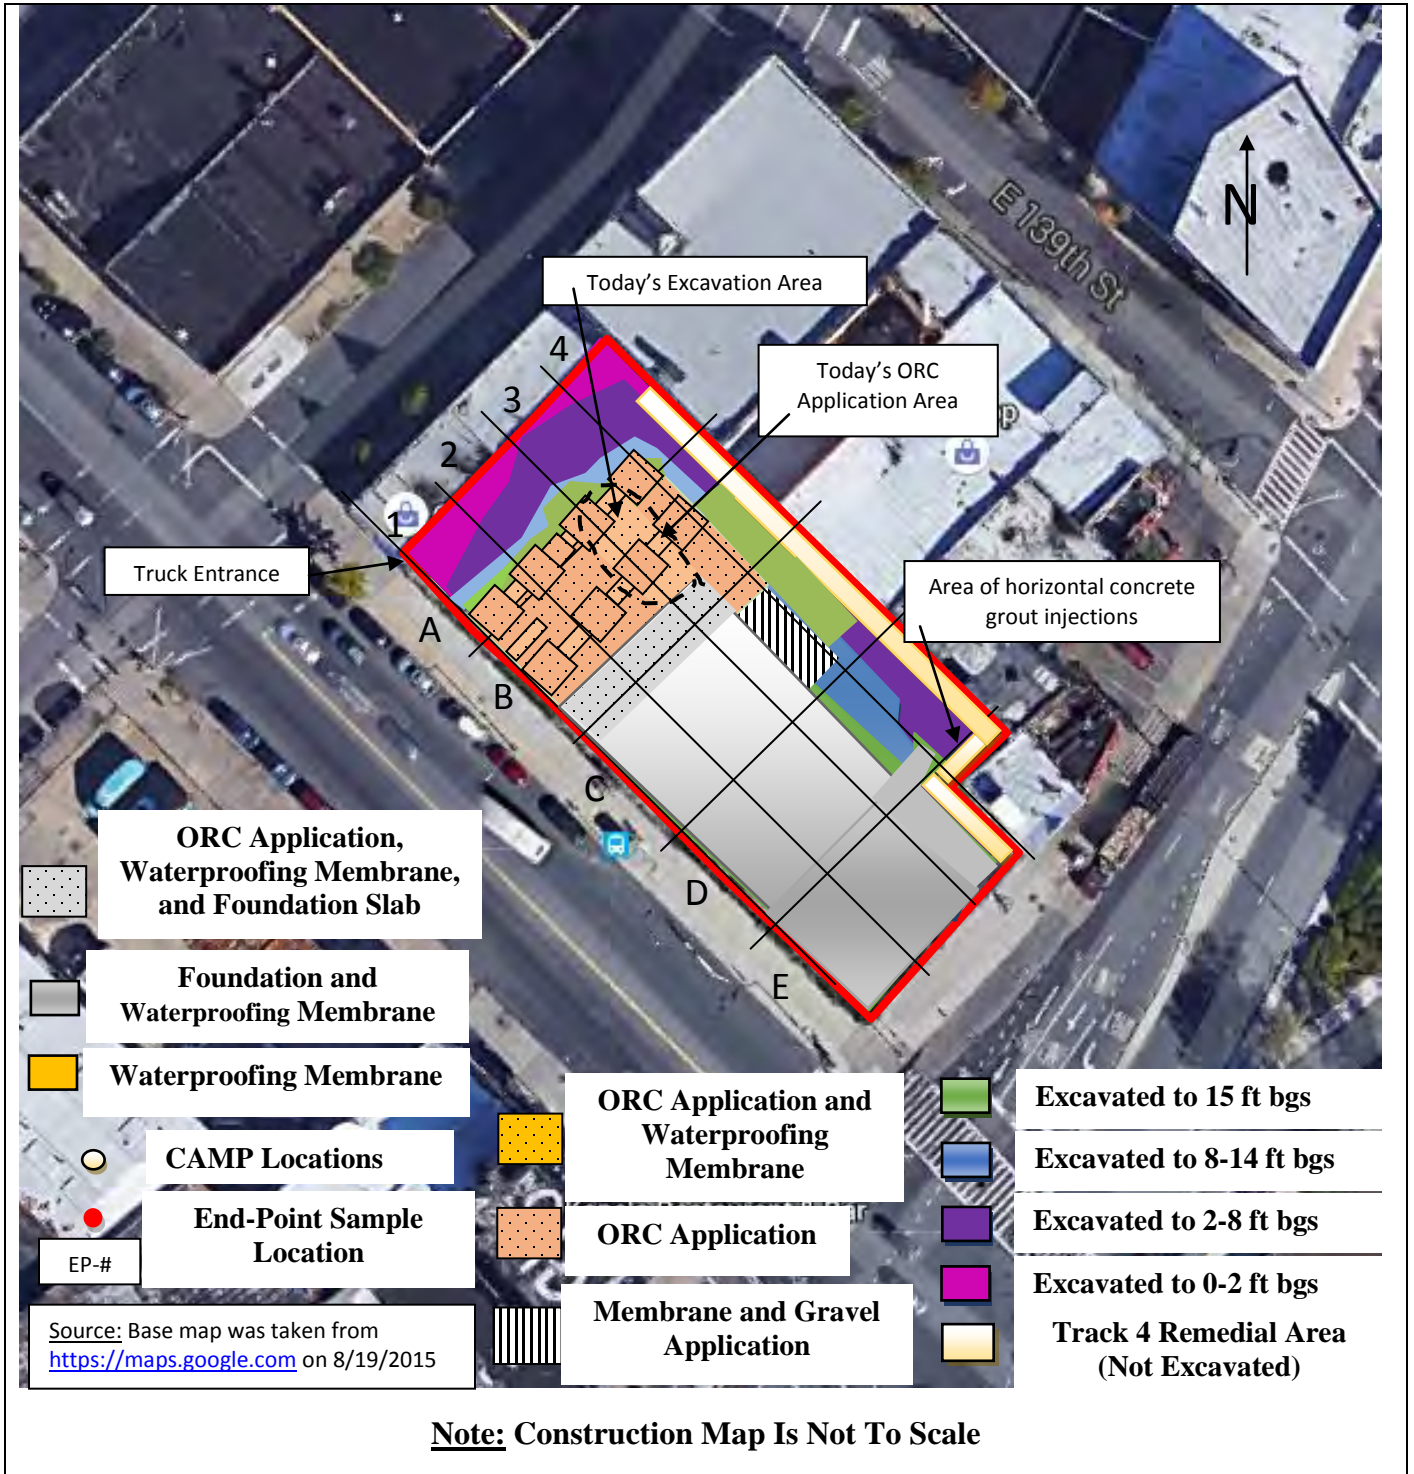 E 139th St
N
Today's Excavation Area
4
Today's ORC
Application Area
3
p
2
1
Truck Entrance
Area of horizontal concrete
grout injections
A
B
C
D
E
ORC Application,
Waterproofing Membrane,
and Foundation Slab
Foundation and
Waterproofing Membrane
Waterproofing Membrane
CAMP Locations
End-Point Sample
Location
EP-#
Source: Base map was taken from
https://maps.google.com on 8/19/2015
ORC Application and
Waterproofing
Membrane
ORC Application
Membrane and Gravel
Application
Excavated to 15 ft bgs
Excavated to 8-14 ft bgs
Excavated to 2-8 ft bgs
Excavated to 0-2 ft bgs
Track 4 Remedial Area
(Not Excavated)
Note: Construction Map Is Not To Scale